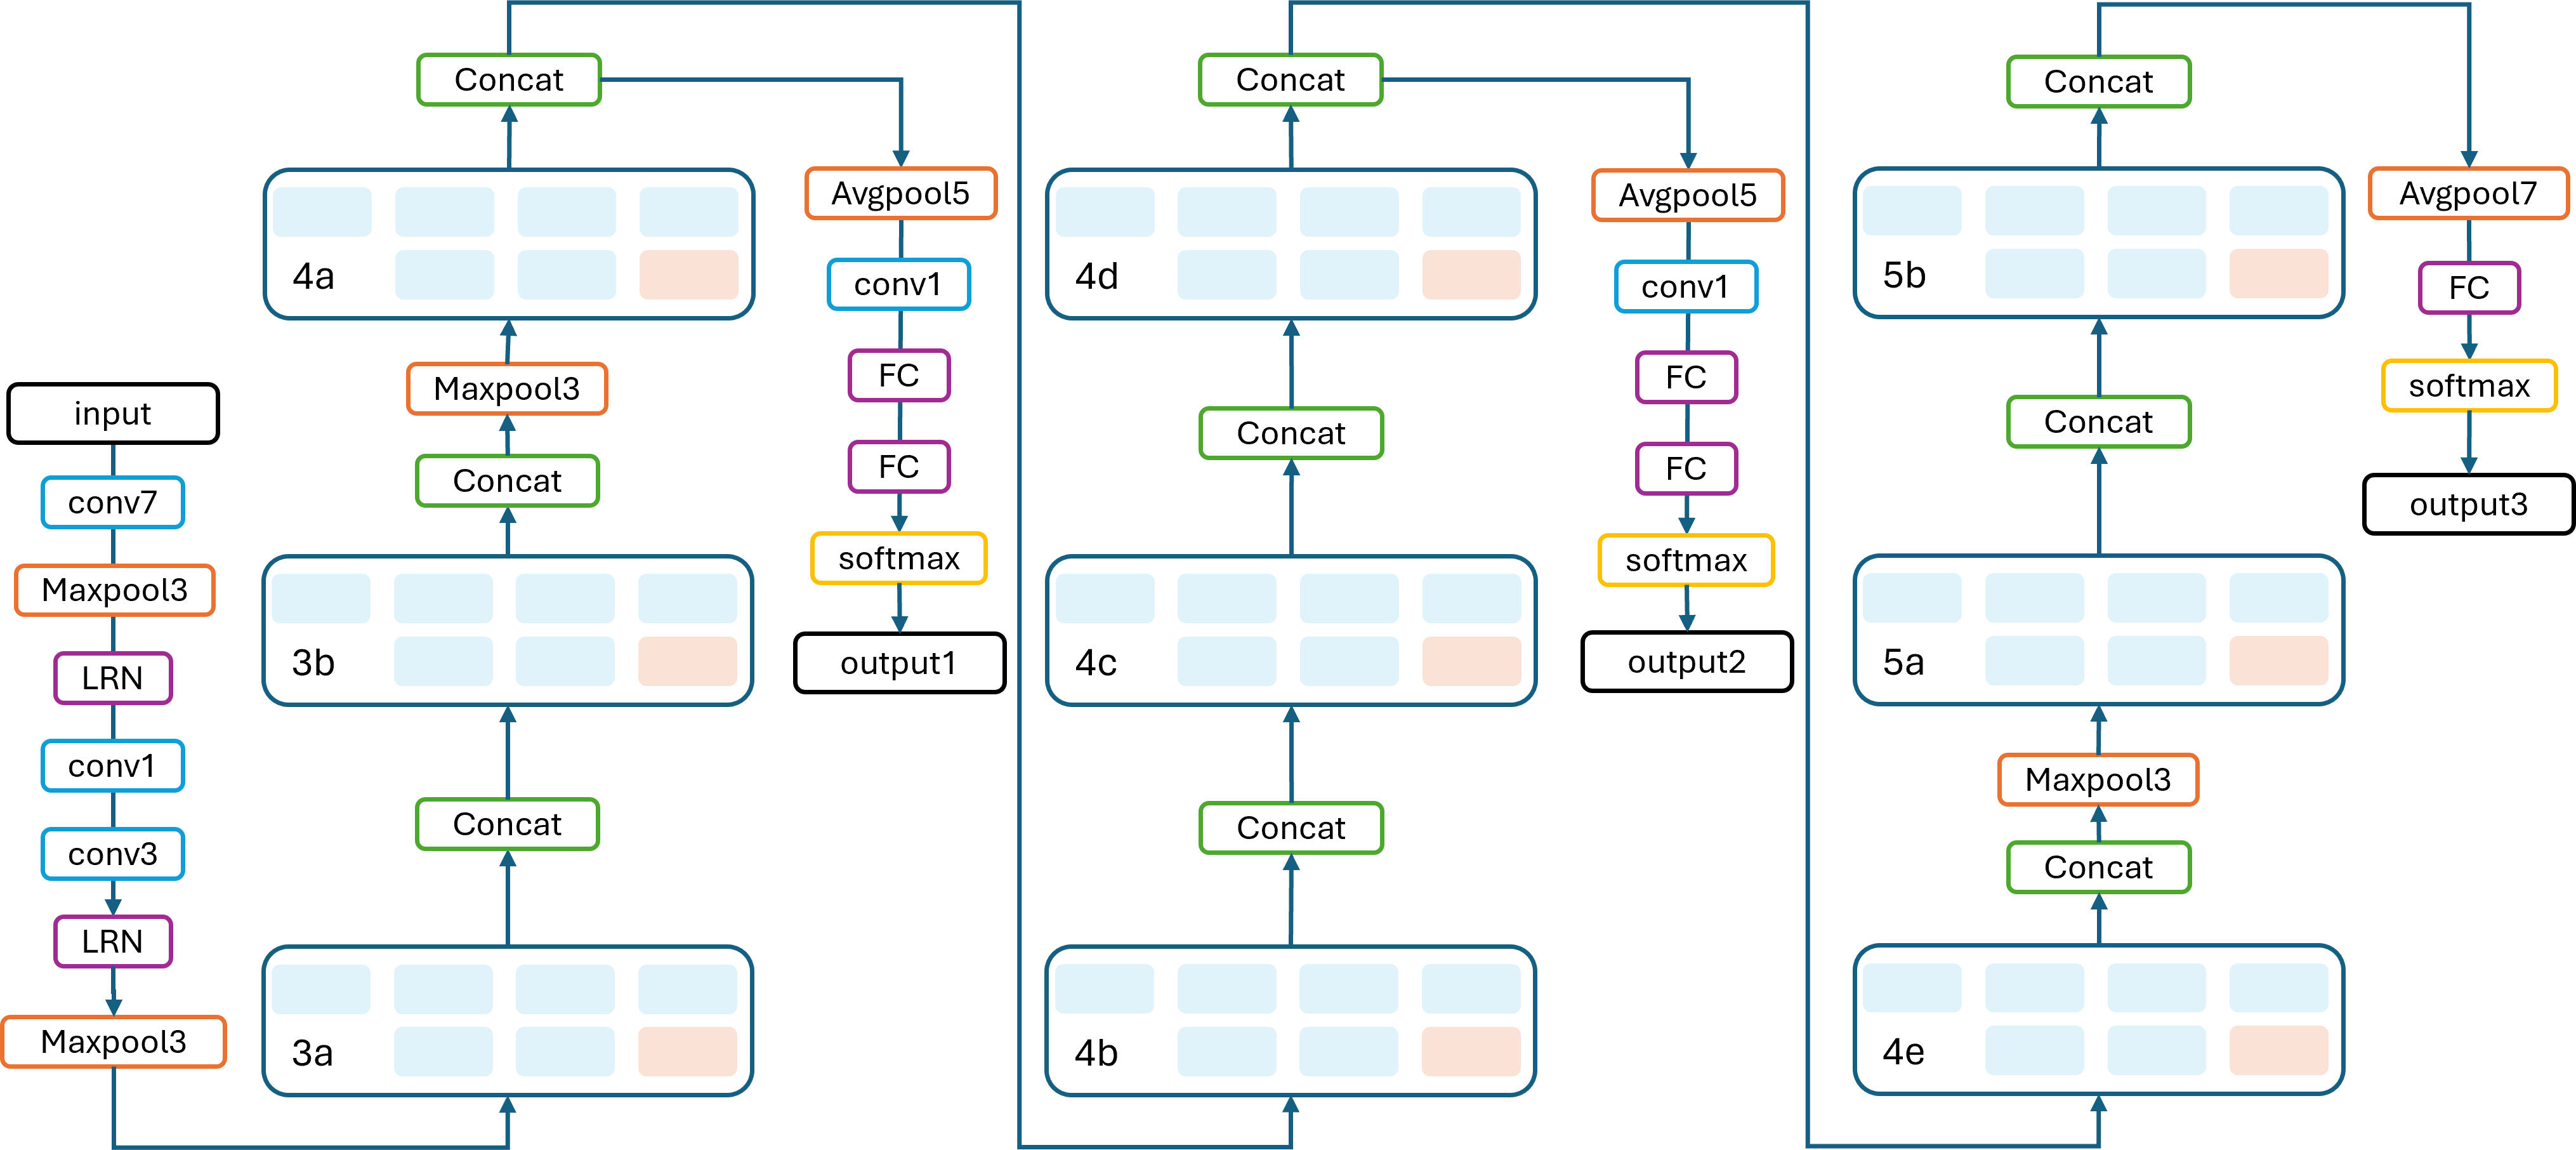 input
conv7
Maxpool3
LRN
conv1
conv3
LRN
Maxpool3
Concat
4a
Maxpool3
Concat
3b
Concat
3a
Avgpool5
conv1
FC
FC
softmax
output1
Concat
4d
Concat
4c
Concat
4b
Avgpool5
conv1
FC
FC
softmax
output2
Concat
5b
Concat
5a
Maxpool3
Concat
4e
Avgpool7
FC
softmax
output3